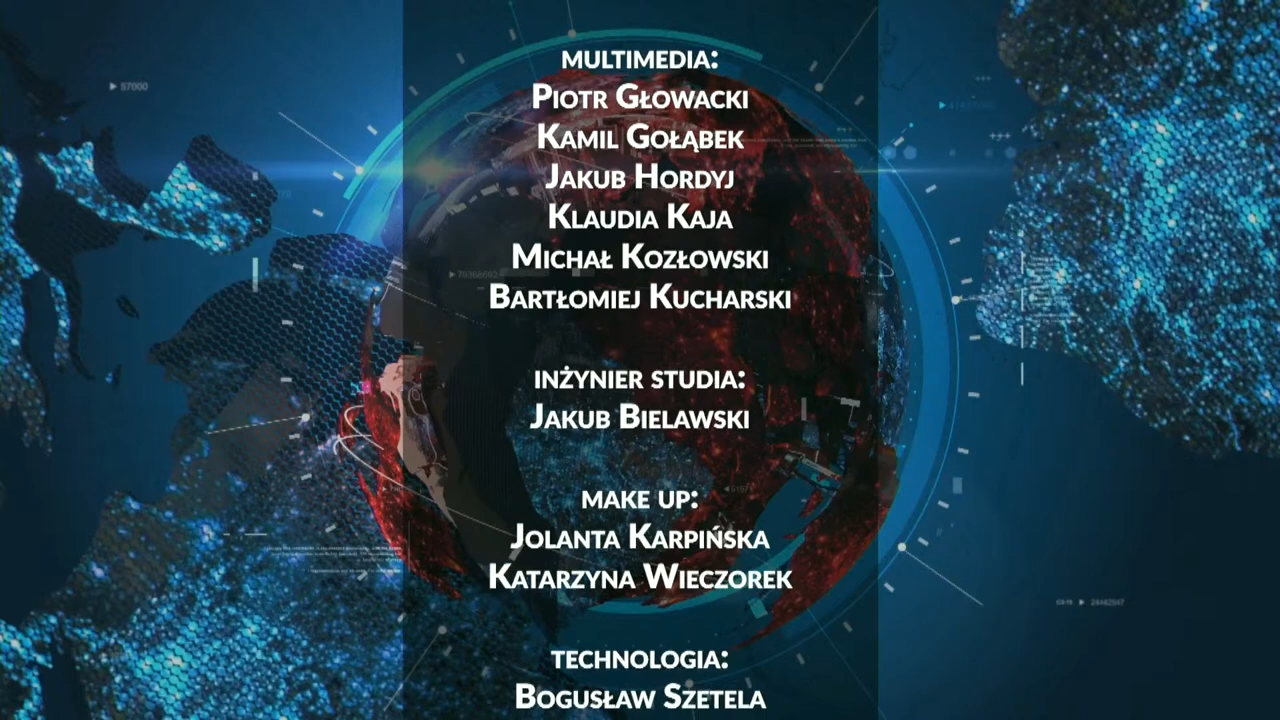 MULTIMEDIA:
PIOTR GŁOWACKI
KAMIL GOŁĄBEK
JAKUB HORDYJ
KLAUDIA KAJA
MICHAŁ KOZŁOWSKI
BARTŁOMIEJ KUCHARSKI
INŻYNIER STUDIA:
JAKUB BIELAWSKI
MAKE UP:
JOLANTA KARPIŃSKA
KATARZYNA WIECZOREK
TECHNOLOGIA:
BOGUSŁAW SZETELA
57000